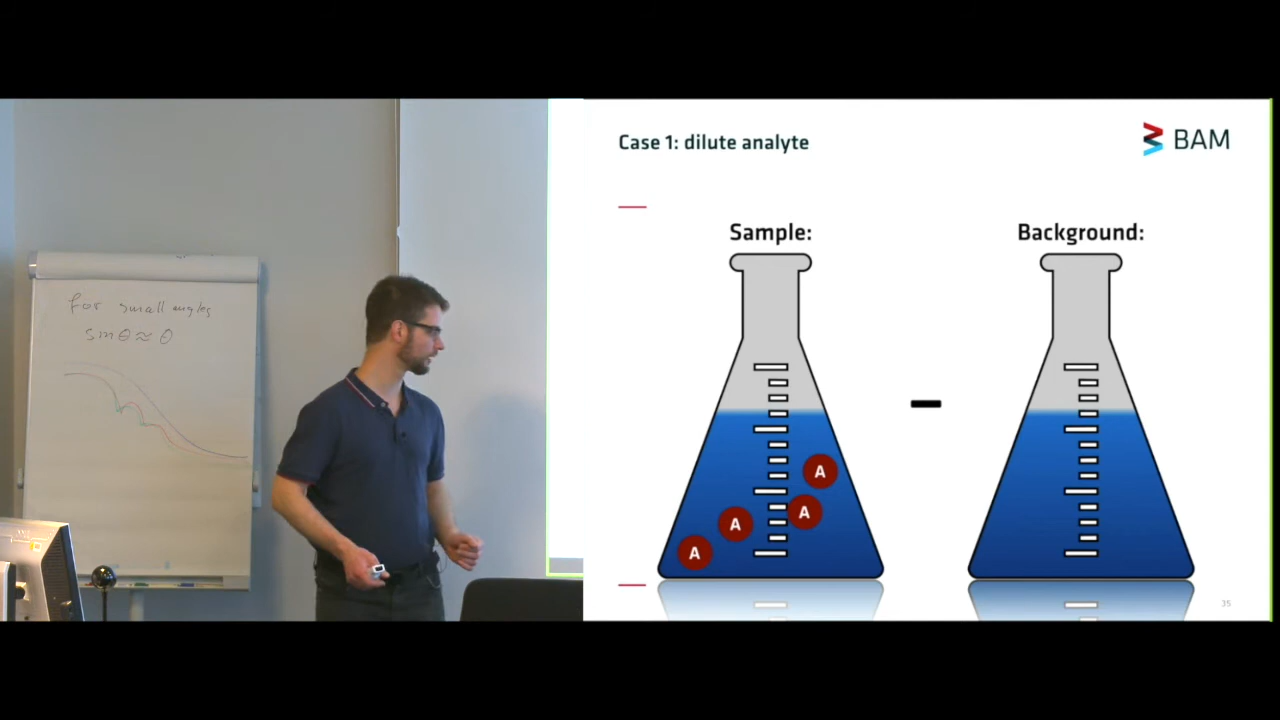 for small angles
sin θ ≈ θ
Case 1: dilute analyte
BAM
Sample:
Background:
A
A
A
A
35